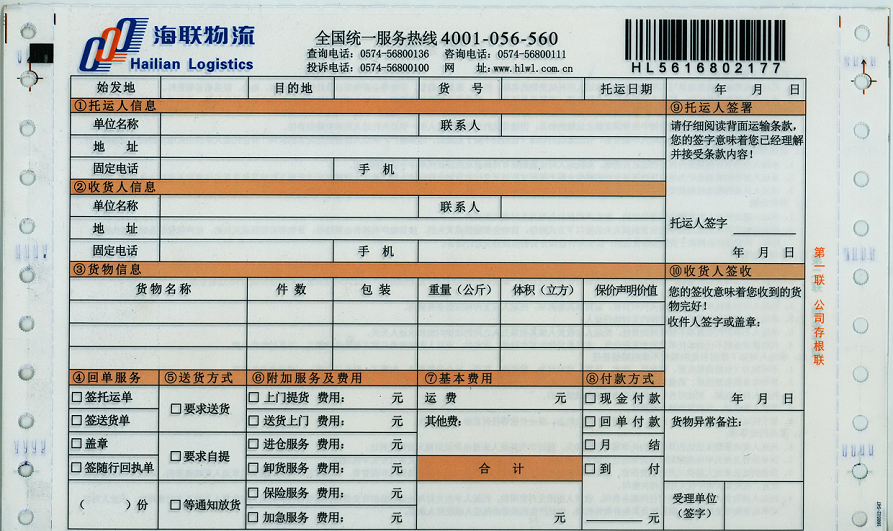 海联物流
Hailian Logistics
全国统一服务热线 4001-056-560
查询电话：0574-56800136 咨询电话：0574-56800111
投诉电话：0574-56800100 网 址：www.hlwl.com.cn
HL5616802177
始发地 目的地 货 号 托运日期 年 月 日
①托运人信息 ⑨托运人签署
单位名称 联系人
地 址
固定电话 手 机
请仔细阅读背面运输条款，
您的签字意味着您已经理解
并接受条款内容！
②收货人信息
单位名称 联系人
地 址
固定电话 手 机
托运人签字
年 月 日
③货物信息 ⑩收货人签收
货物名称 件 数 包 装 重量（公斤） 体积（立方） 保价声明价值
您的签收意味着您收到的货
物完好！
收件人签字或盖章：
年 月 日
④回单服务 ⑤送货方式 ⑥附加服务及费用 ⑦基本费用 ⑧付款方式
签托运单
签送货单
盖章
签随行回执单
（ ）份
要求送货
要求自提
等通知放货
上门提货 费用： 元
送货上门 费用： 元
进仓服务 费用： 元
卸货服务 费用： 元
保险服务 费用： 元
加急服务 费用： 元
运 费 元
其他费：
合 计
元
现金付款
回单付款
月 结
到 付
元
货物异常备注：
受理单位
（签字）
第一联 公司存根联